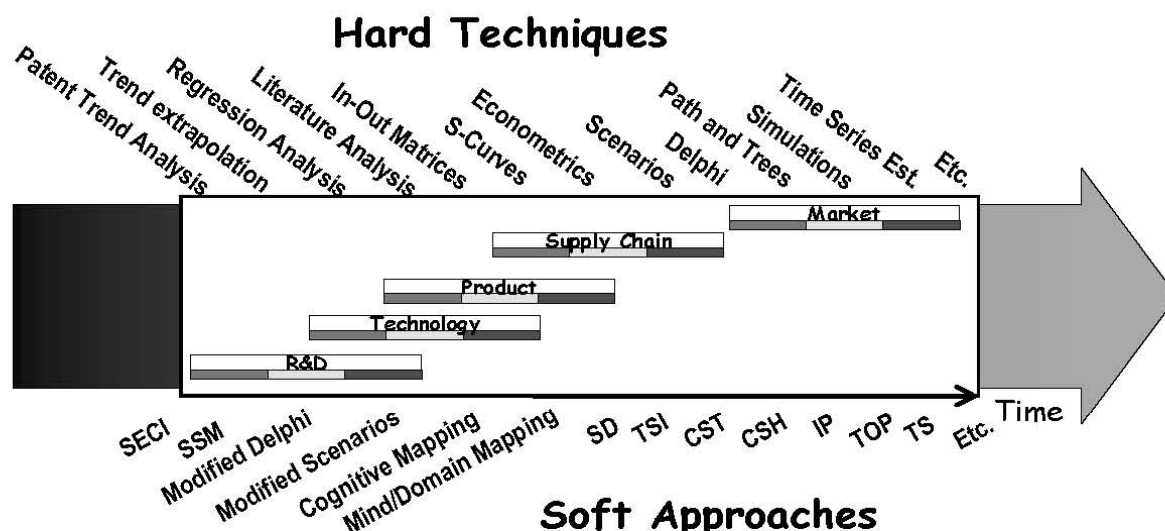 Hard Techniques
Patent Trend Analysis
Trend extrapolation
Regression Analysis
Literature Analysis
In-Out Matrices
S-Curves
Econometrics
Scenarios
Delphi
Path and Trees
Simulations
Time Series Est.
Etc.
Market
Supply Chain
Product
Technology
R&D
Time
SECI
SSM
Modified Delphi
Modified Scenarios
Cognitive Mapping
Mind/Domain Mapping
SD
TSI
CST
CSH
IP
TOP
TS
Etc.
Soft Approaches